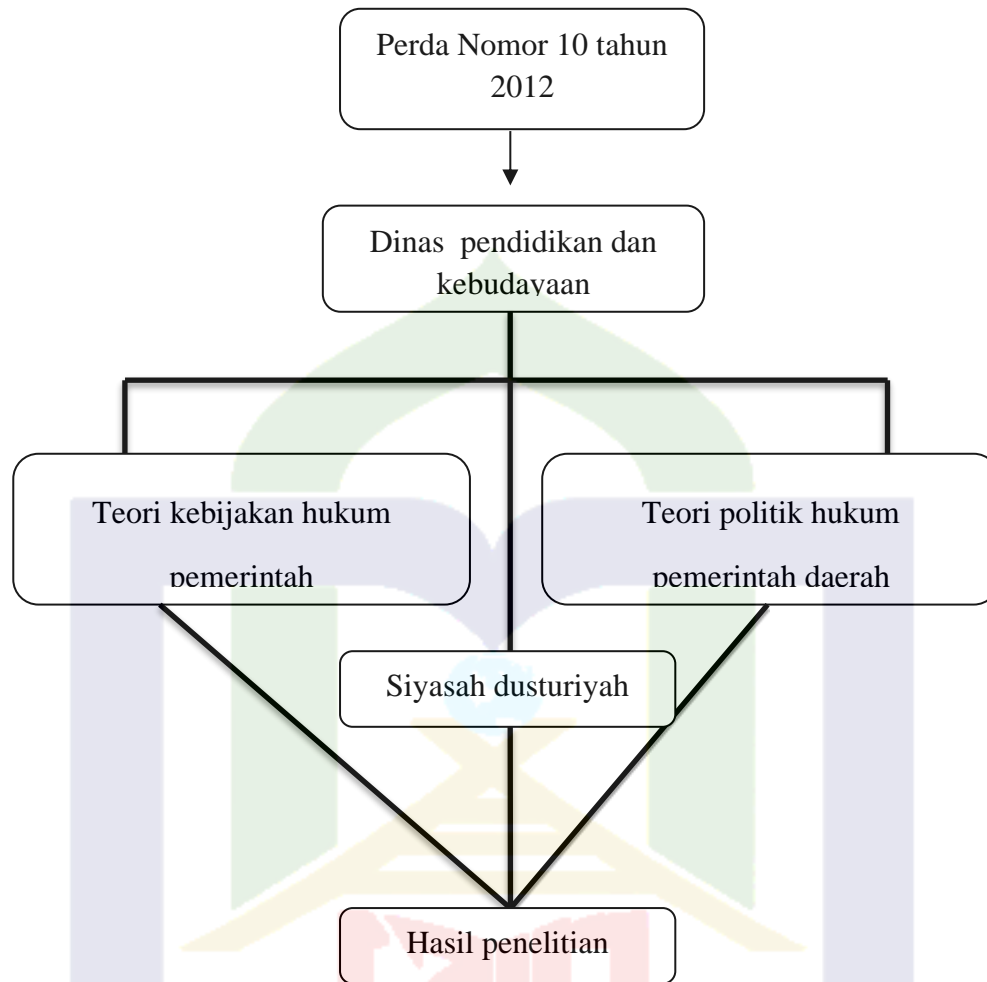 Perda Nomor 10 tahun
2012
Dinas pendidikan dan
kebudayaan
Teori kebijakan hukum
pemerintah
Teori politik hukum
pemerintah daerah
Siyasah dusturiyah
Hasil penelitian